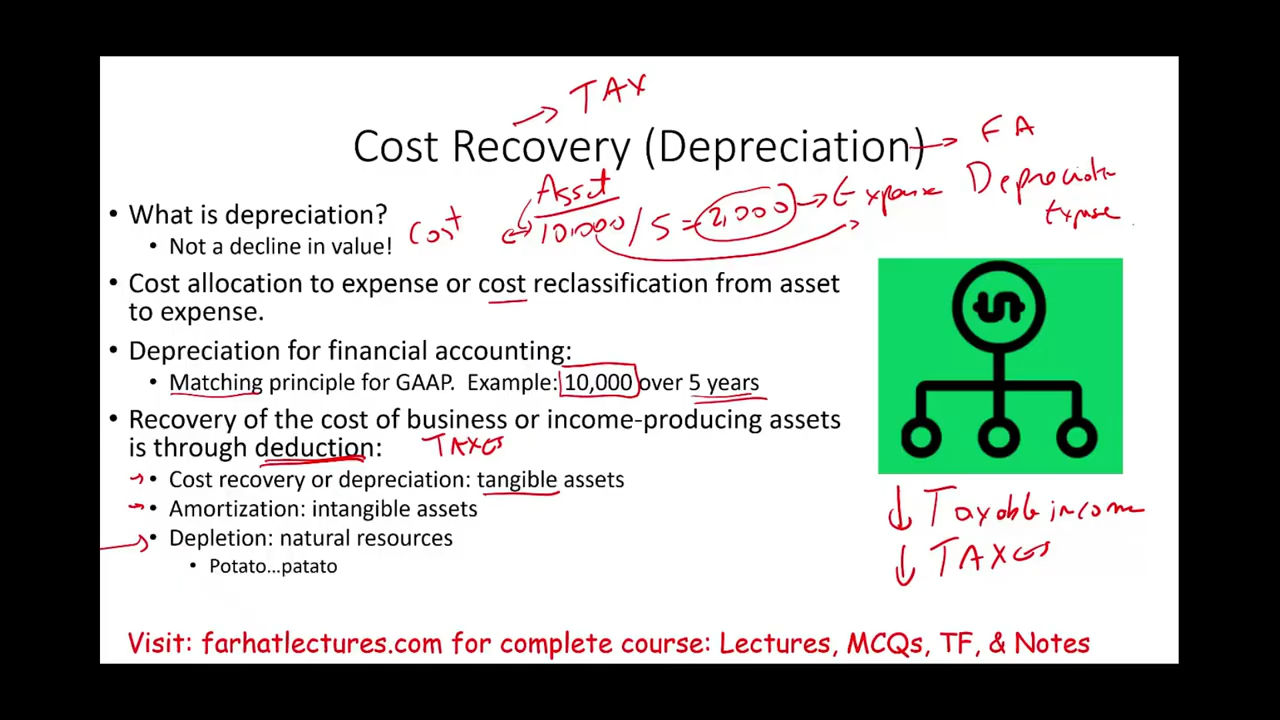 TAX
Cost Recovery (Depreciation)
FA
Depreciation
Expense
Asset
Cost 10,000 / 5 = 2,000 Expense
• What is depreciation?
• Not a decline in value!
• Cost allocation to expense or cost reclassification from asset
to expense.
• Depreciation for financial accounting:
• Matching principle for GAAP. Example: 10,000 over 5 years
• Recovery of the cost of business or income-producing assets
is through deduction: TAXES
• Cost recovery or depreciation: tangible assets
• Amortization: intangible assets
• Depletion: natural resources
• Potato...patato
$
↓ Taxable income
↓ TAXES
Visit: farhatlectures.com for complete course: Lectures, MCQs, TF, & Notes